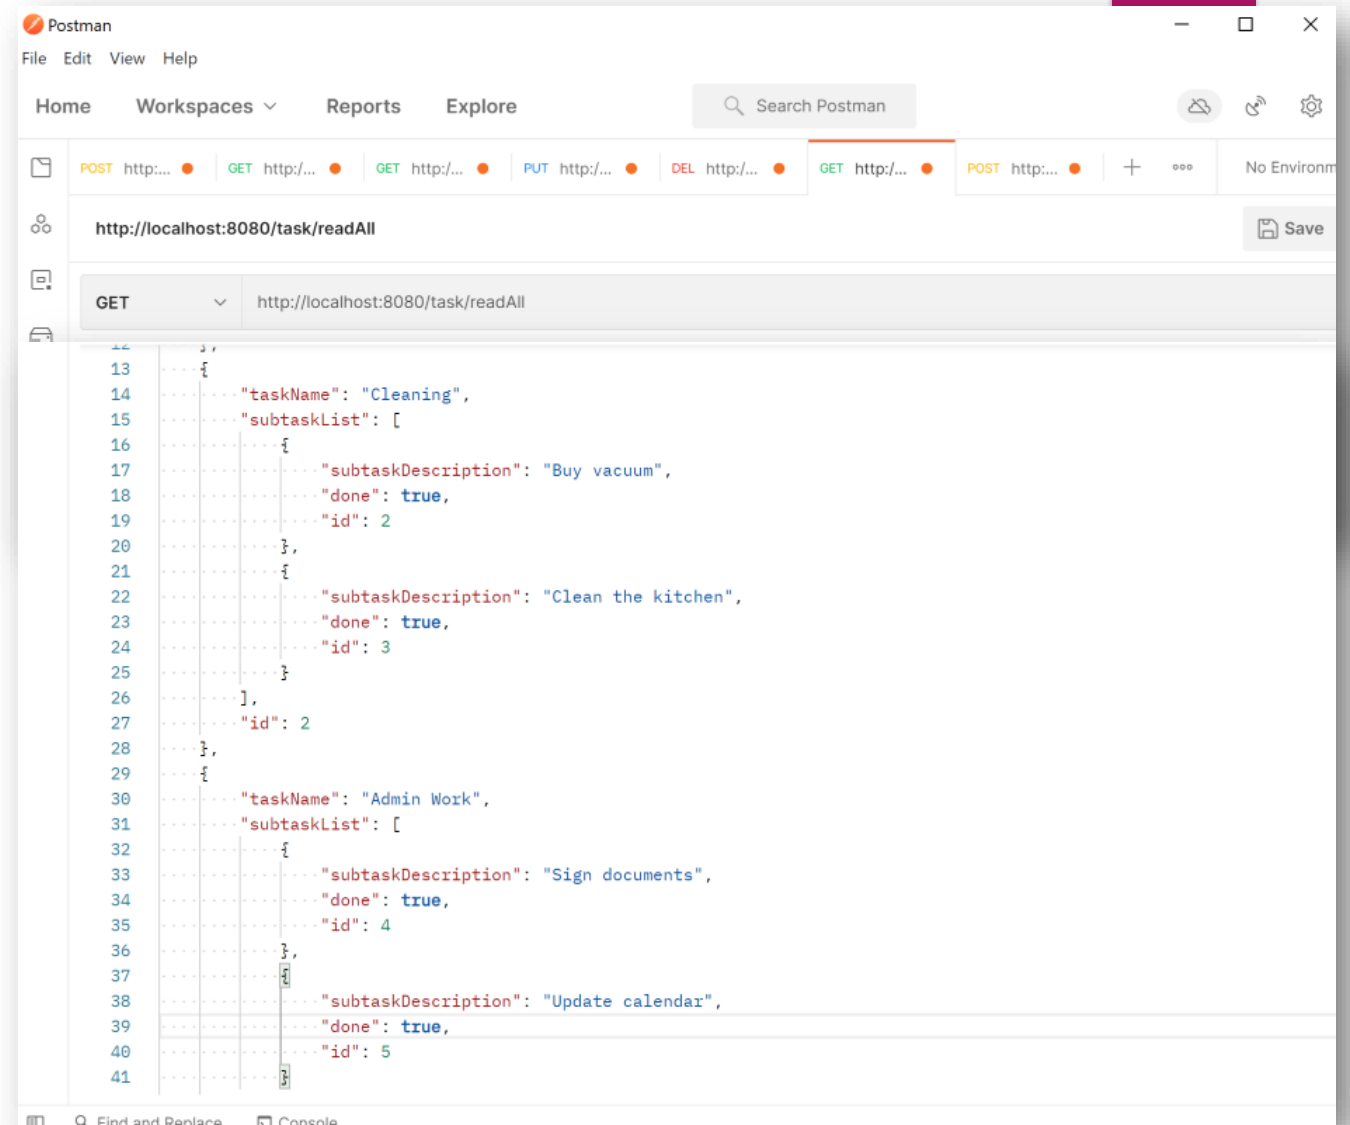 Postman
File Edit View Help
Home Workspaces Reports Explore Search Postman
POST http:... GET http:/... GET http:/... PUT http:/... DEL http:/... GET http:/... POST http:... No Environm
http://localhost:8080/task/readAll Save
GET http://localhost:8080/task/readAll
12 },
13 {
14 "taskName": "Cleaning",
15 "subtaskList": [
16 {
17 "subtaskDescription": "Buy vacuum",
18 "done": true,
19 "id": 2
20 },
21 {
22 "subtaskDescription": "Clean the kitchen",
23 "done": true,
24 "id": 3
25 }
26 ],
27 "id": 2
28 },
29 {
30 "taskName": "Admin Work",
31 "subtaskList": [
32 {
33 "subtaskDescription": "Sign documents",
34 "done": true,
35 "id": 4
36 },
37 {
38 "subtaskDescription": "Update calendar",
39 "done": true,
40 "id": 5
41 }
Find and Replace Console